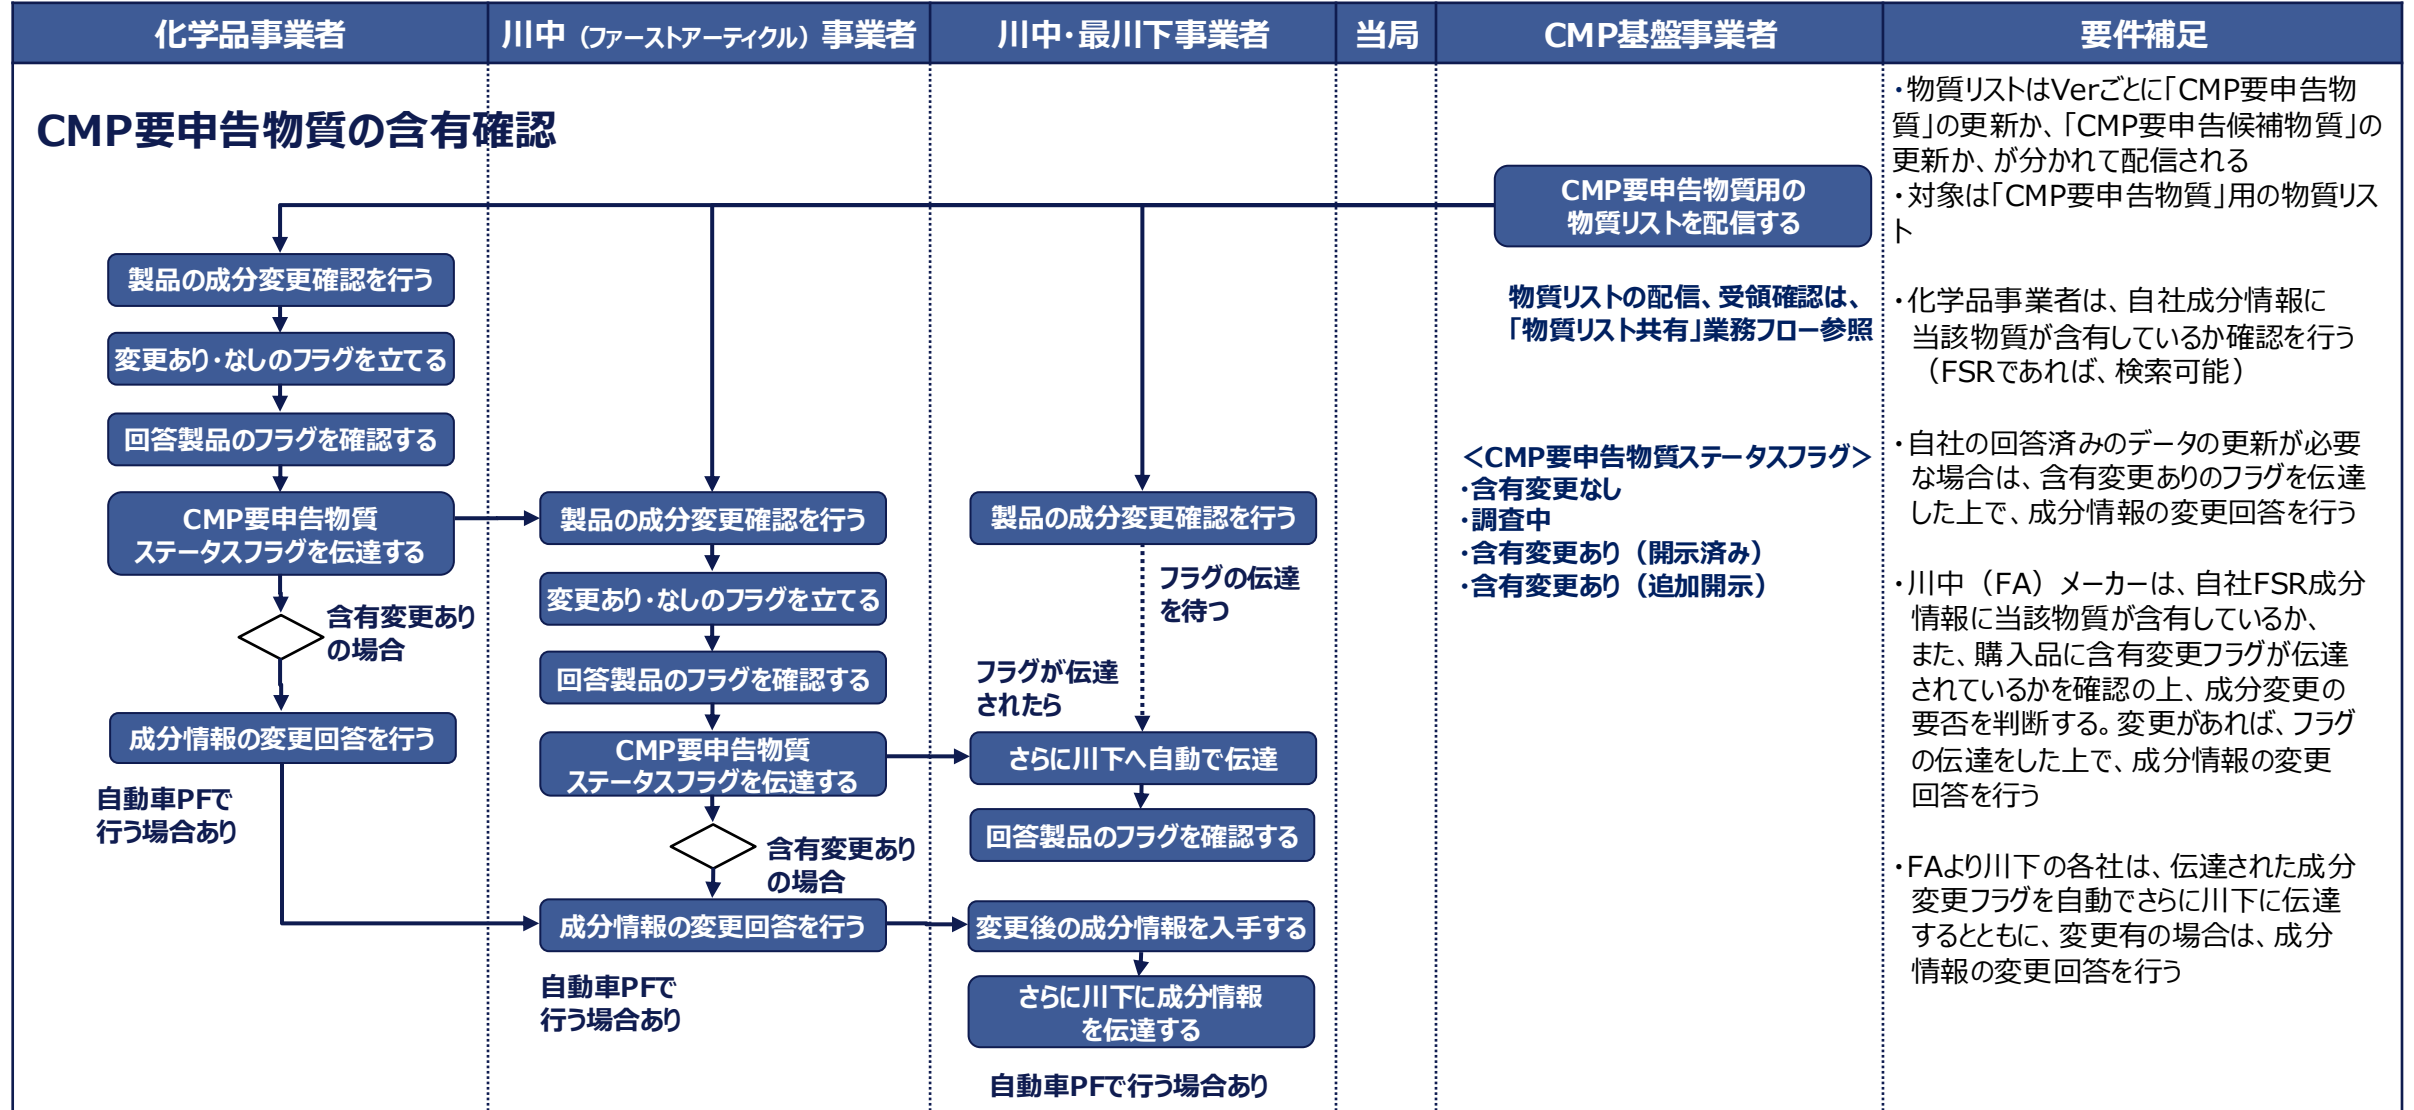 化学品事業者
川中（ファーストアーティクル）事業者
川中・最川下事業者
当局
CMP基盤事業者
要件補足
CMP要申告物質の含有確認
CMP要申告物質用の
物質リストを配信する
物質リストの配信、受領確認は、
「物質リスト共有」業務フロー参照
<CMP要申告物質ステータスフラグ>
・含有変更なし
・調査中
・含有変更あり（開示済み）
・含有変更あり（追加開示）
製品の成分変更確認を行う
変更あり・なしのフラグを立てる
回答製品のフラグを確認する
CMP要申告物質
ステータスフラグを伝達する
含有変更あり
の場合
成分情報の変更回答を行う
自動車PFで
行う場合あり
製品の成分変更確認を行う
変更あり・なしのフラグを立てる
回答製品のフラグを確認する
CMP要申告物質
ステータスフラグを伝達する
含有変更あり
の場合
成分情報の変更回答を行う
自動車PFで
行う場合あり
製品の成分変更確認を行う
フラグの伝達
を待つ
フラグが伝達
されたら
さらに川下へ自動で伝達
回答製品のフラグを確認する
変更後の成分情報を入手する
さらに川下に成分情報
を伝達する
自動車PFで行う場合あり
・物質リストはVerごとに「CMP要申告物
質」の更新か、「CMP要申告候補物質」の
更新か、が分かれて配信される
・対象は「CMP要申告物質」用の物質リス
ト
・化学品事業者は、自社成分情報に
当該物質が含有しているか確認を行う
（FSRであれば、検索可能）
・自社の回答済みのデータの更新が必要
な場合は、含有変更ありのフラグを伝達
した上で、成分情報の変更回答を行う
・川中（FA）メーカーは、自社FSR成分
情報に当該物質が含有しているか、
また、購入品に含有変更フラグが伝達
されているかを確認の上、成分変更の
要否を判断する。変更があれば、フラグ
の伝達をした上で、成分情報の変更
回答を行う
・FAより川下の各社は、伝達された成分
変更フラグを自動でさらに川下に伝達
するとともに、変更有の場合は、成分
情報の変更回答を行う